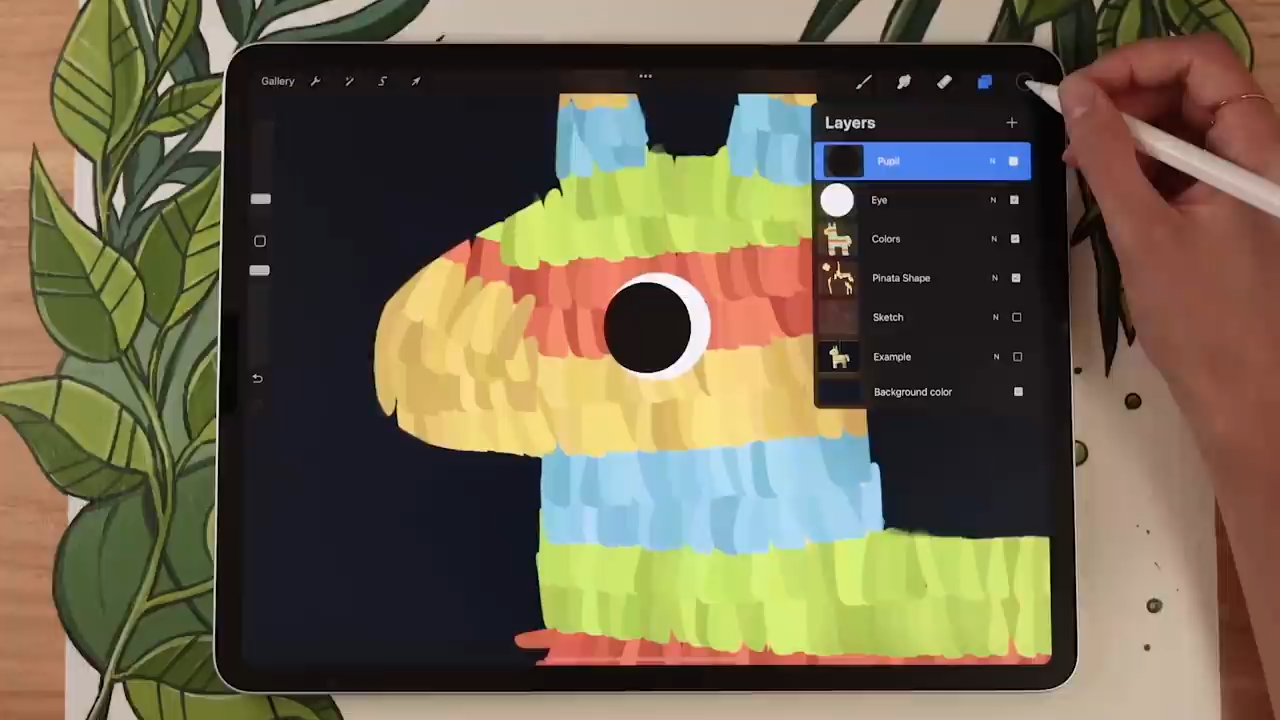 Gallery
Layers
Pupil N
Eye N
Colors N
Pinata Shape N
Sketch N
Example N
Background color